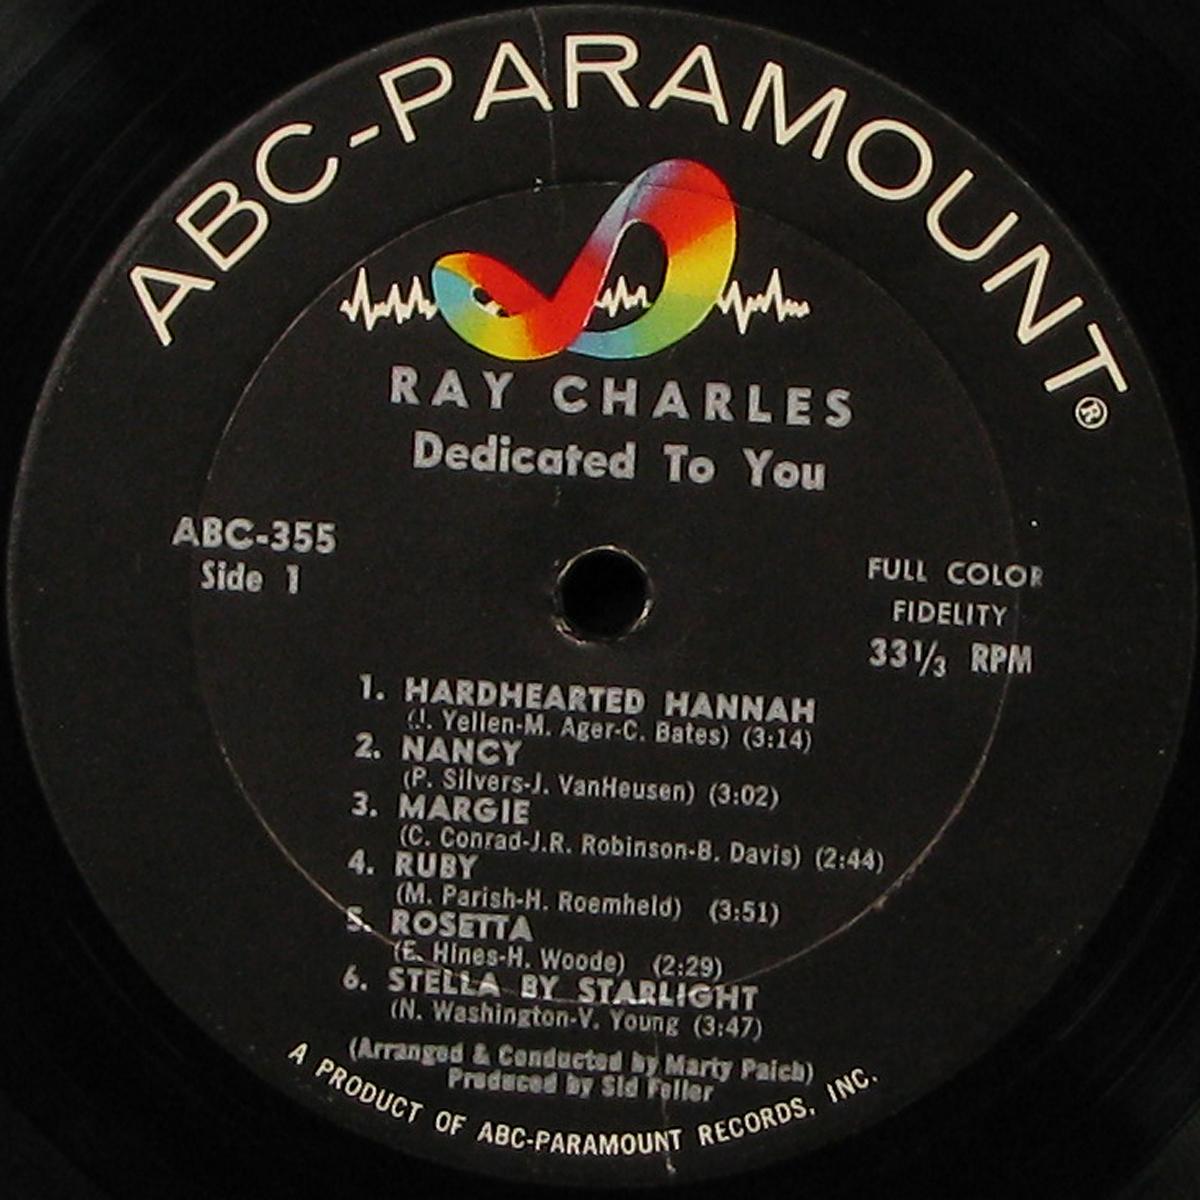 ABC-PARAMOUNT®
RAY CHARLES
Dedicated To You
ABC-355
Side 1
FULL COLOR
FIDELITY
33⅓ RPM
1. HARDHEARTED HANNAH
(J. Yellen-M. Ager-C. Bates) (3:14)
2. NANCY
(P. Silvers-J. VanHeusen) (3:02)
3. MARGIE
(C. Conrad-J.R. Robinson-B. Davis) (2:44)
4. RUBY
(M. Parish-H. Roemheld) (3:51)
5. ROSETTA
(E. Hines-H. Woode) (2:29)
6. STELLA BY STARLIGHT
(N. Washington-V. Young (3:47)
(Arranged & Conducted by Marty Paich)
Produced by Sid Feller
A PRODUCT OF ABC-PARAMOUNT RECORDS, INC.